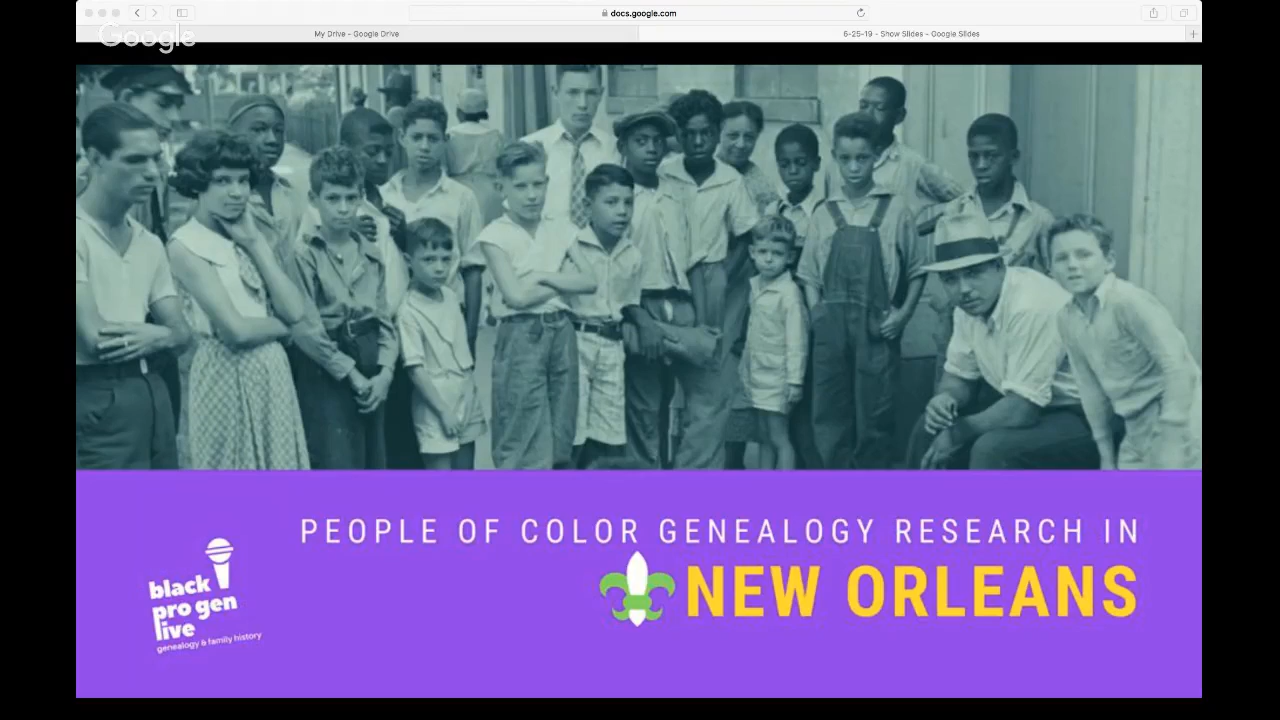 docs.google.com
Google
My Drive - Google Drive
6-25-19 - Show Slides - Google Slides
PEOPLE OF COLOR GENEALOGY RESEARCH IN
NEW ORLEANS
black
pro gen
live
genealogy & family history